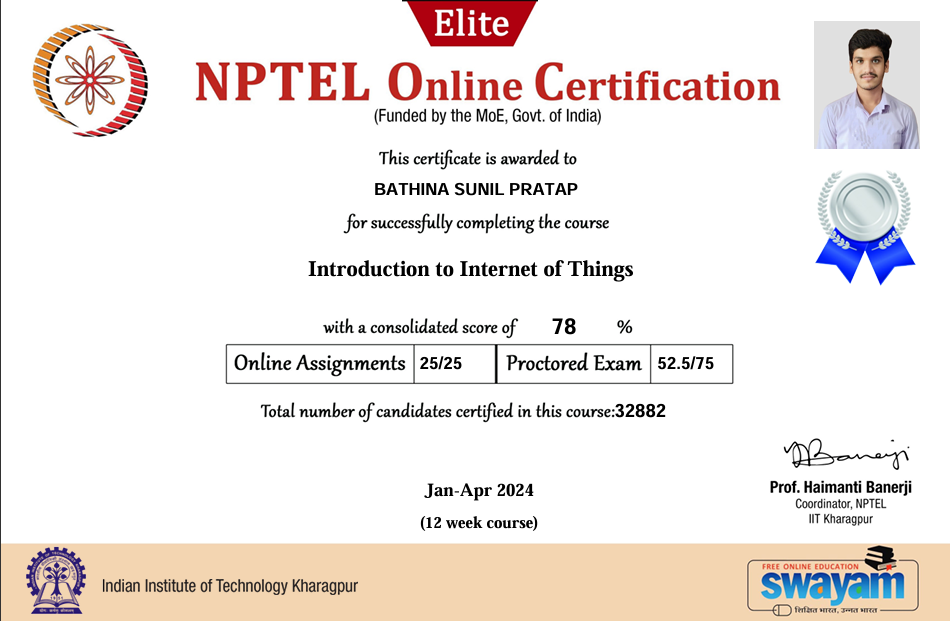 Elite
NPTEL Online Certification
(Funded by the MoE, Govt. of India)
This certificate is awarded to
BATHINA SUNIL PRATAP
for successfully completing the course
Introduction to Internet of Things
with a consolidated score of 78 %
Online Assignments 25/25 Proctored Exam 52.5/75
Total number of candidates certified in this course:32882
Jan-Apr 2024
(12 week course)
Prof. Haimanti Banerji
Coordinator, NPTEL
IIT Kharagpur
Indian Institute of Technology Kharagpur
FREE ONLINE EDUCATION
swayam
शिक्षित भारत, उन्नत भारत